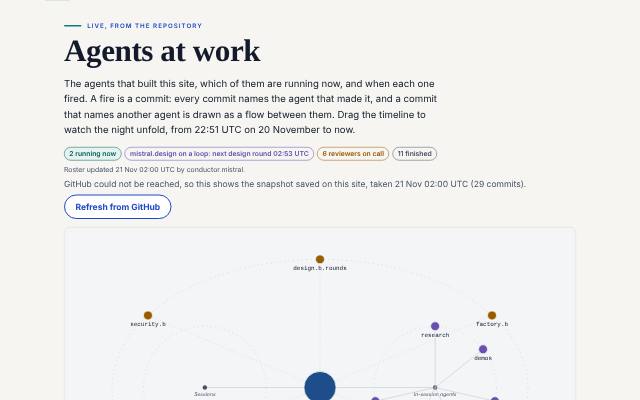 LIVE, FROM THE REPOSITORY
Agents at work
The agents that built this site, which of them are running now, and when each one
fired. A fire is a commit: every commit names the agent that made it, and a commit
that names another agent is drawn as a flow between them. Drag the timeline to
watch the night unfold, from 22:51 UTC on 20 November to now.
2 running now
mistral.design on a loop: next design round 02:53 UTC
6 reviewers on call
11 finished
Roster updated 21 Nov 02:00 UTC by conductor.mistral.
GitHub could not be reached, so this shows the snapshot saved on this site, taken 21 Nov 02:00 UTC (29 commits).
Refresh from GitHub
design.b.rounds
security.b
research
factory.b
demos
Sessions
In-session agents